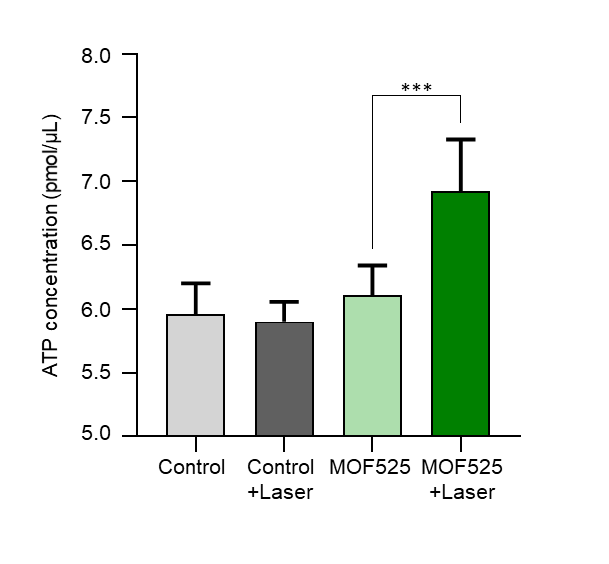 8.0
7.5
7.0
6.5
6.0
5.5
5.0
ATP concentration (pmol/µL)
***
Control
Control
+Laser
MOF525
MOF525
+Laser